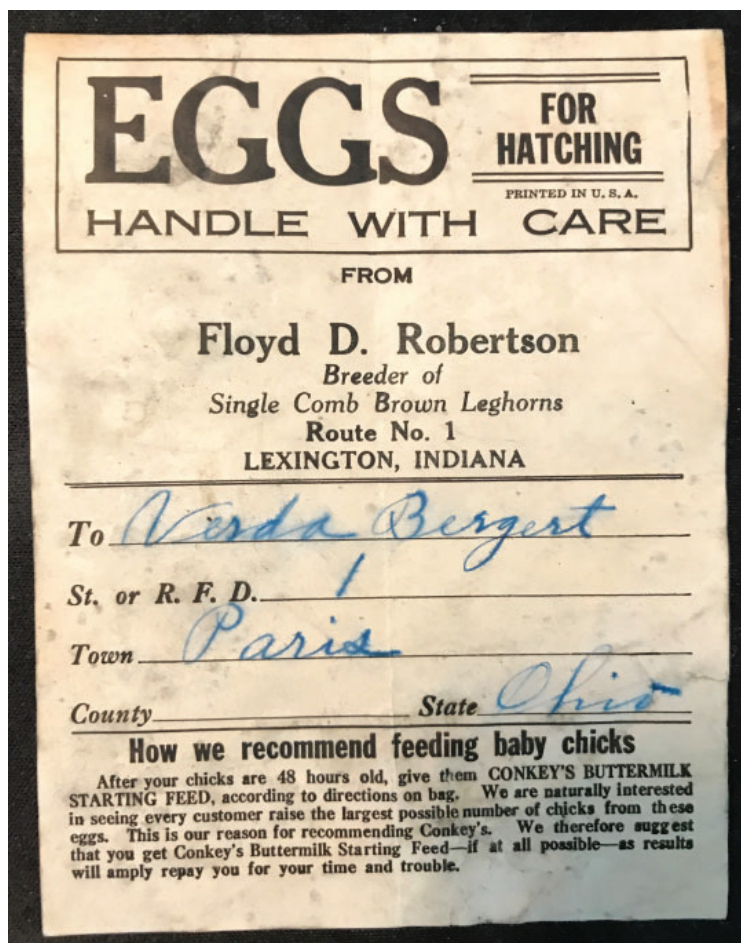 EGGS
FOR
HATCHING
PRINTED IN U. S. A.
HANDLE WITH CARE
FROM
Floyd D. Robertson
Breeder of
Single Comb Brown Leghorns
Route No. 1
LEXINGTON, INDIANA
To Verda Bergert
St. or R. F. D. 1
Town Paris
County State Ohio
How we recommend feeding baby chicks
After your chicks are 48 hours old, give them CONKEY'S BUTTERMILK
STARTING FEED, according to directions on bag. We are naturally interested
in seeing every customer raise the largest possible number of chicks from these
eggs. This is our reason for recommending Conkey's. We therefore suggest
that you get Conkey's Buttermilk Starting Feed—if at all possible—as results
will amply repay you for your time and trouble.